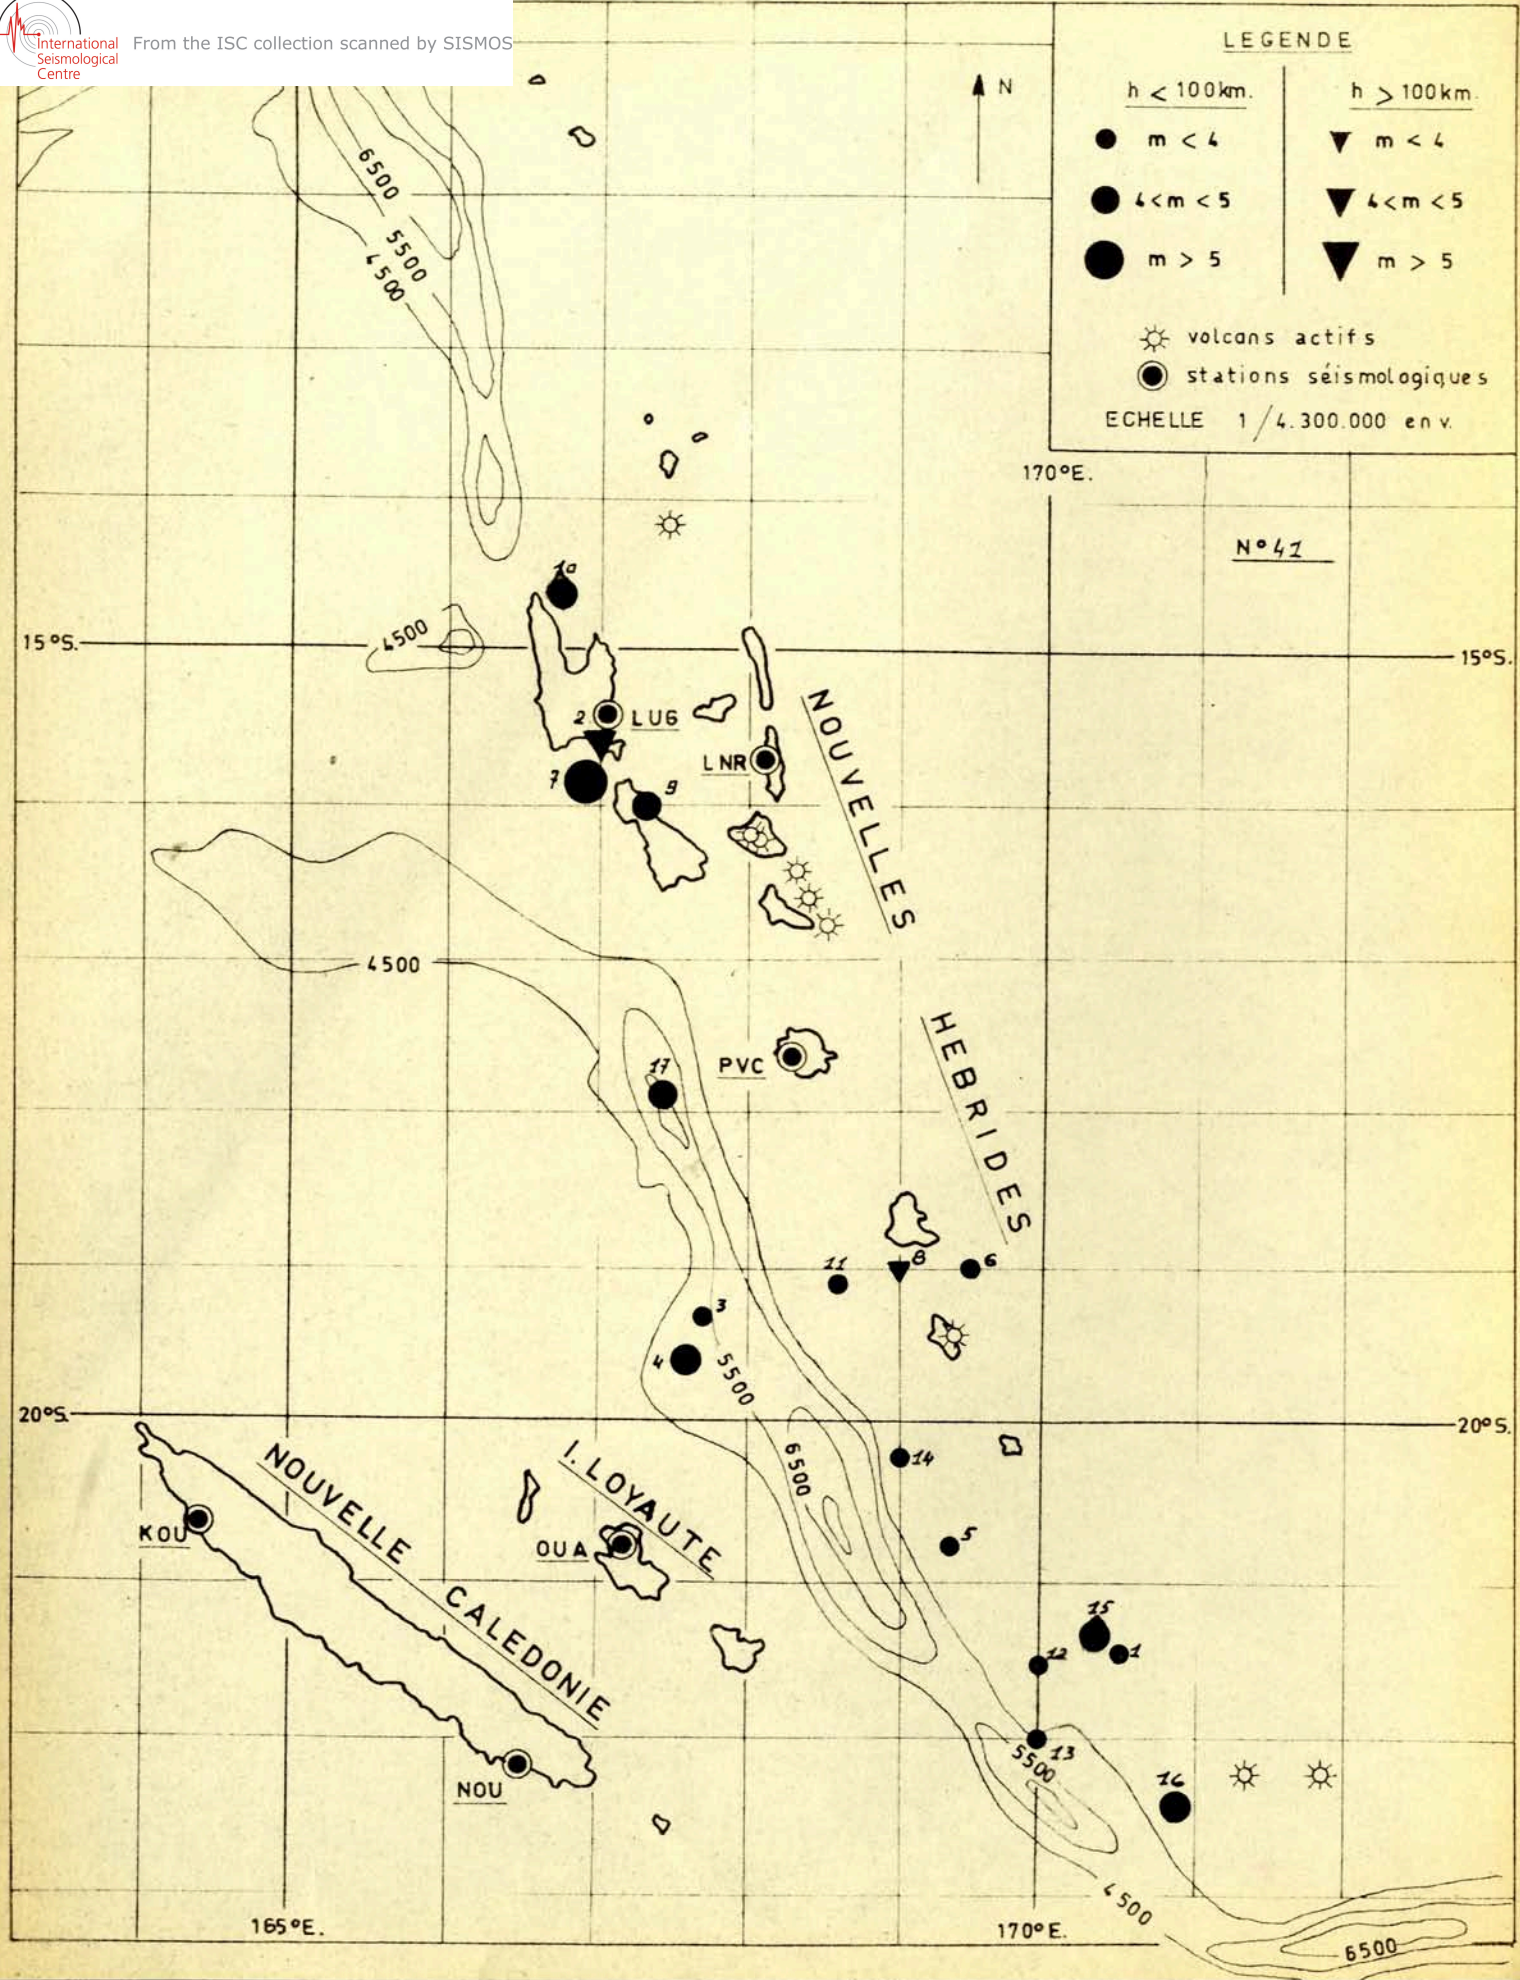 International
Seismological
Centre
From the ISC collection scanned by SISMOS
LEGENDE
h < 100km.
h > 100km.
m < 4
m < 4
4<m < 5
4<m < 5
m > 5
m > 5
volcans actifs
stations séismologiques
ECHELLE 1/4.300.000 env.
N
6500
5500
4500
170°E.
N°41
10
15°S.
4500
15°S.
2
LUG
LNR
7
9
NOUVELLES
4500
HEBRIDES
17
PVC
11
8
6
3
4
5500
20°S.
20°S.
NOUVELLE CALEDONIE
I. LOYAUTE
6500
14
KOU
OUA
5
15
12
1
13
5500
NOU
16
4500
165°E.
170°E.
6500